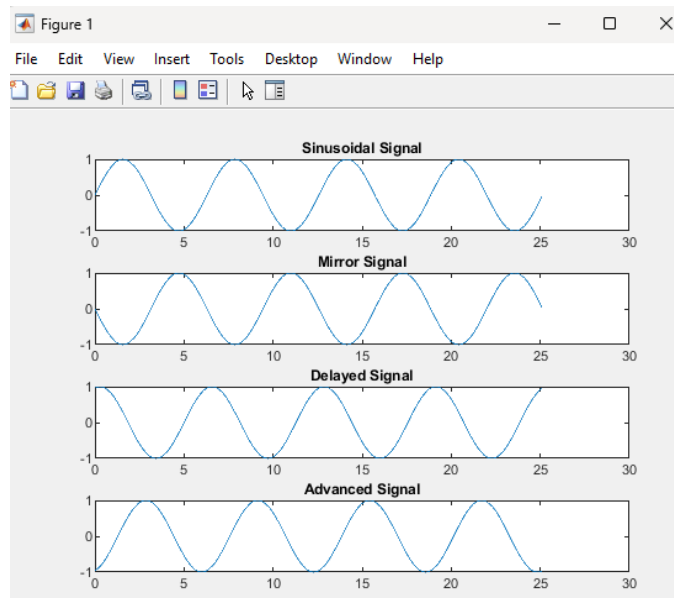 Figure 1
File Edit View Insert Tools Desktop Window Help
Sinusoidal Signal
1
0
-1
0 5 10 15 20 25 30
Mirror Signal
1
0
-1
0 5 10 15 20 25 30
Delayed Signal
1
0
-1
0 5 10 15 20 25 30
Advanced Signal
1
0
-1
0 5 10 15 20 25 30